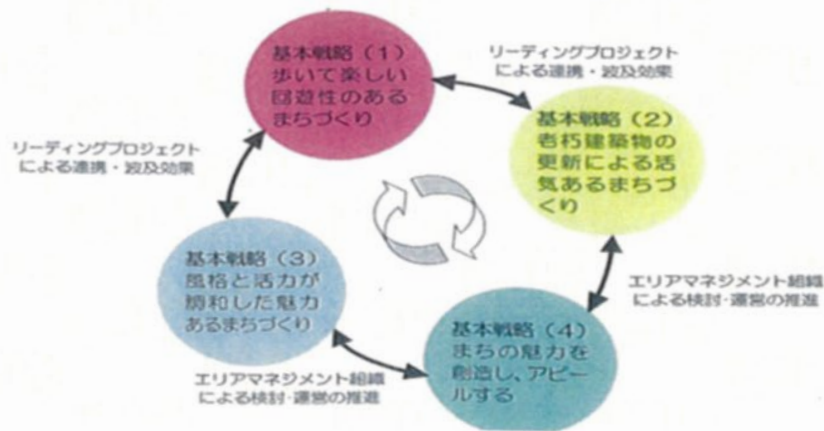 基本戦略（1）
歩いて楽しい
回遊性のある
まちづくり
リーディングプロジェクト
による連携・波及効果
基本戦略（2）
老朽建築物の
更新による活
気あるまちづ
くり
リーディングプロジェクト
による連携・波及効果
基本戦略（3）
風格と活力が
調和した魅力
あるまちづくり
エリアマネジメント組織
による検討・運営の推進
基本戦略（4）
まちの魅力を
創造し、アピー
ルする
エリアマネジメント組織
による検討・運営の推進